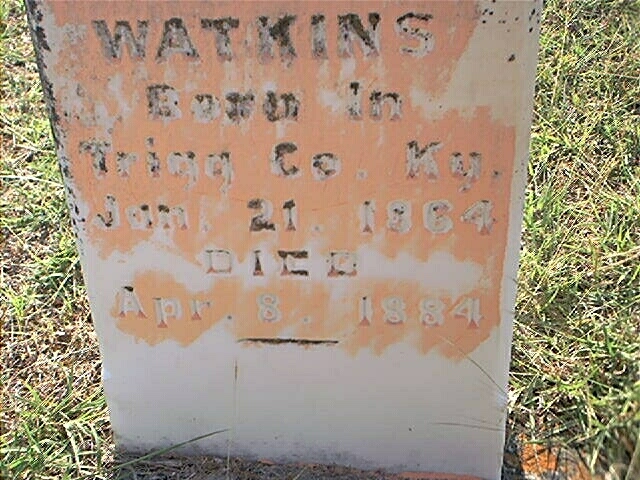 WATKINS
Born in
Trigg Co. Ky.
Jan. 21. 1864
DIED
Apr. 8. 1884